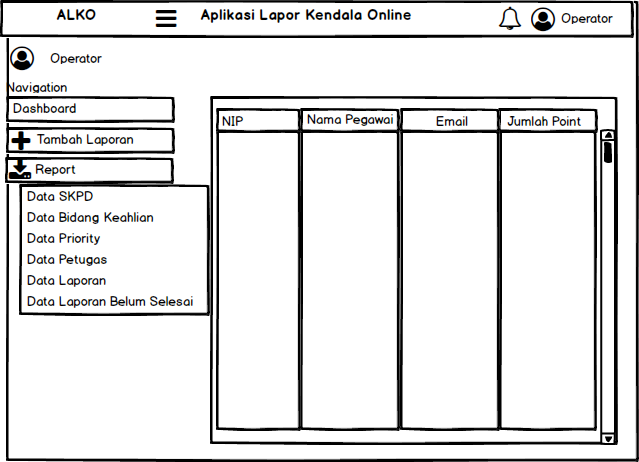 ALKO
Aplikasi Lapor Kendala Online
Operator
Operator
Navigation
Dashboard
Tambah Laporan
Report
Data SKPD
Data Bidang Keahlian
Data Priority
Data Petugas
Data Laporan
Data Laporan Belum Selesai
NIP
Nama Pegawai
Email
Jumlah Point